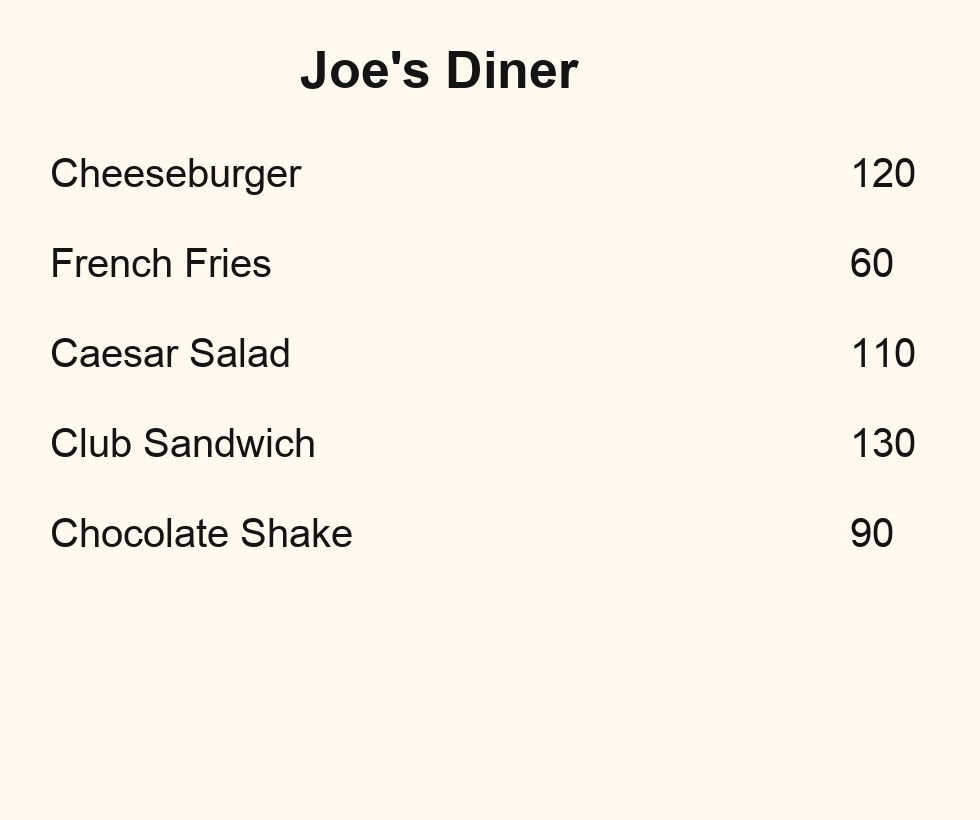 Joe's Diner
Cheeseburger 120
French Fries 60
Caesar Salad 110
Club Sandwich 130
Chocolate Shake 90